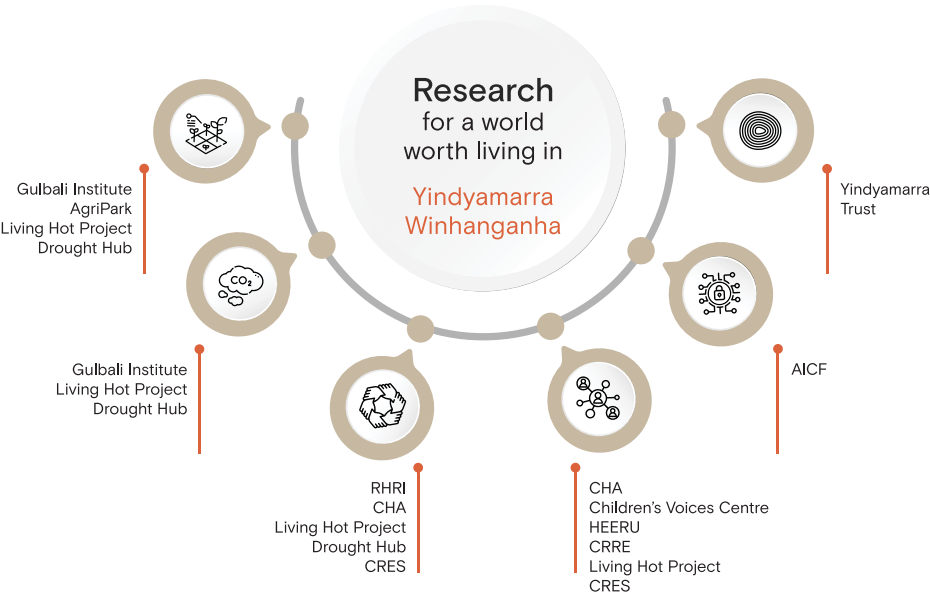 Research
for a world
worth living in
Yindyamarra
Winhanganha
Gulbali Institute
AgriPark
Living Hot Project
Drought Hub
CO2
Gulbali Institute
Living Hot Project
Drought Hub
RHRI
CHA
Living Hot Project
Drought Hub
CRES
CHA
Children’s Voices Centre
HEERU
CRRE
Living Hot Project
CRES
AICF
Yindyamarra
Trust